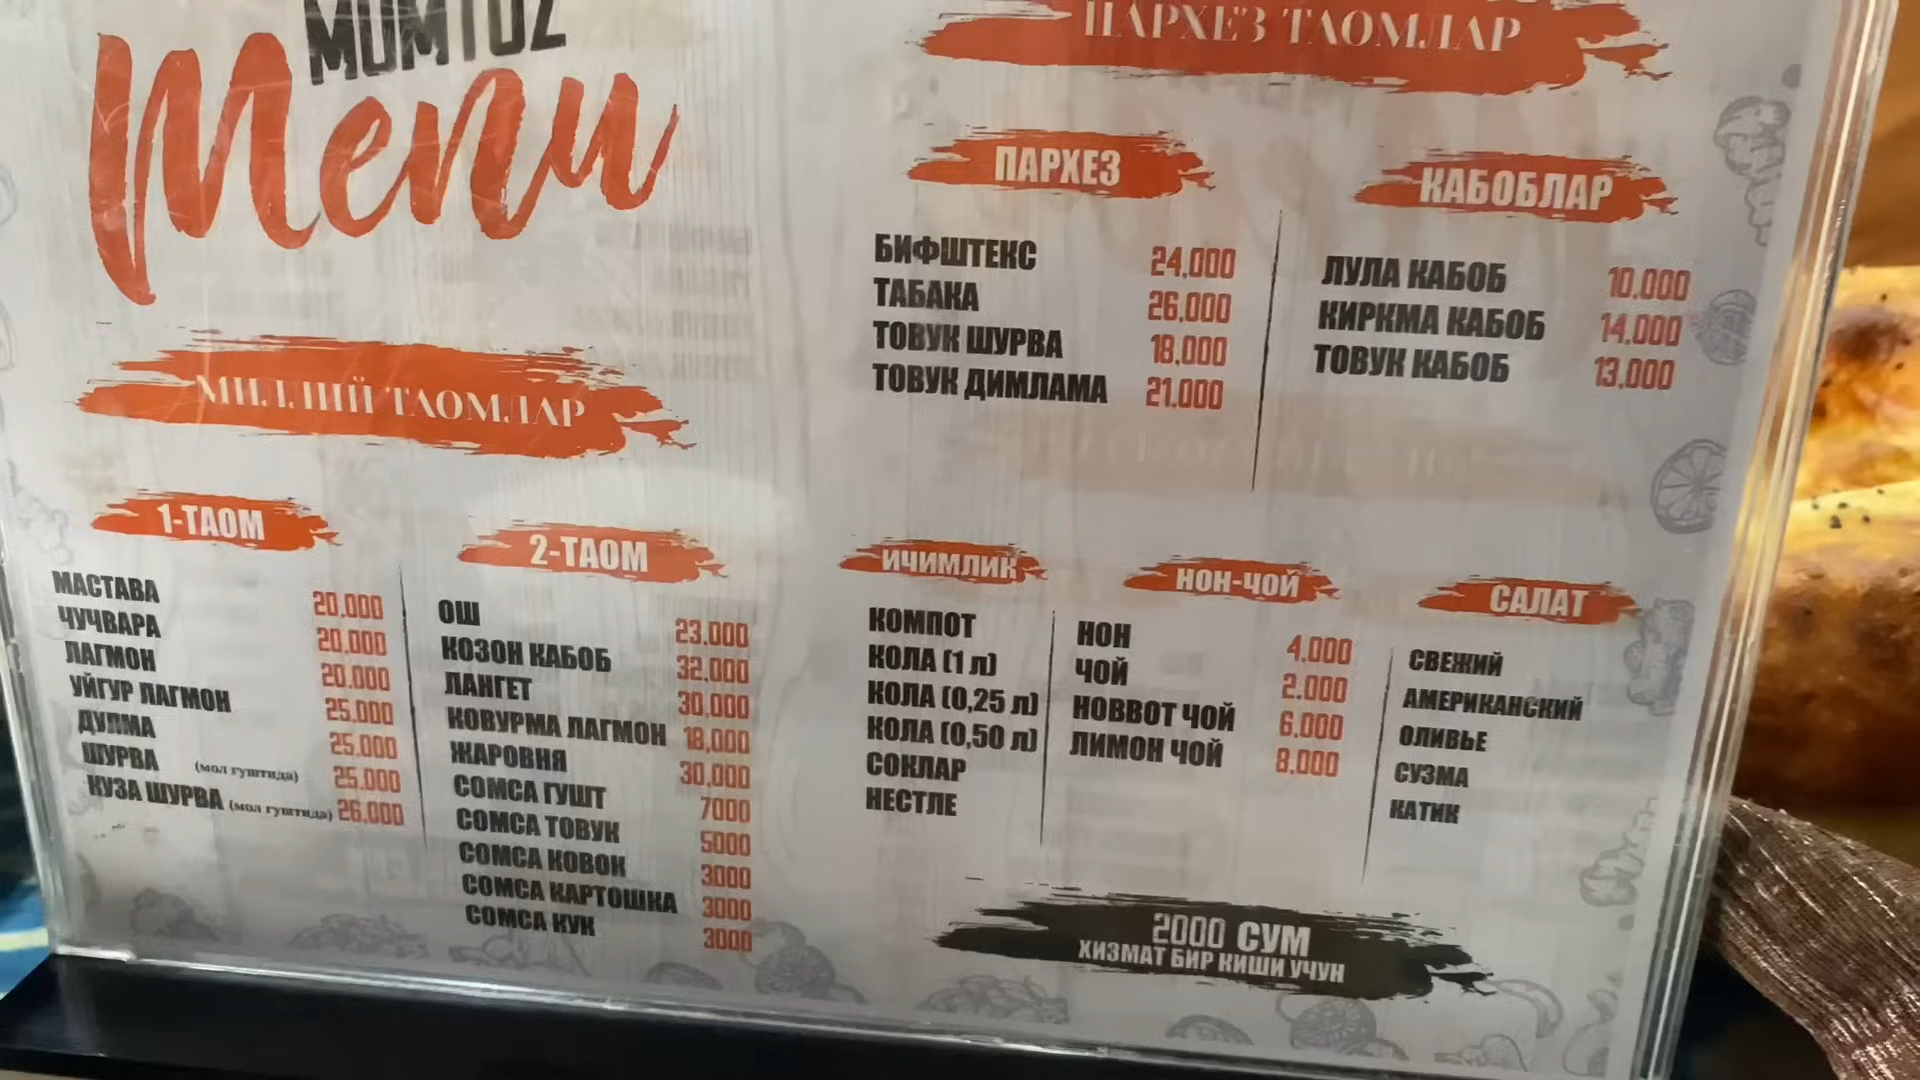 MUMTOZ
Menu
МИЛЛИЙ ТАОМЛАР
1-ТАОМ
МАСТАВА 20.000
ЧУЧВАРА 20.000
ЛАГМОН 20.000
УЙГУР ЛАГМОН 25.000
ДУЛМА 25.000
ШУРВА (мол гуштида) 25.000
КУЗА ШУРВА (мол гуштида) 26.000
2-ТАОМ
ОШ 23.000
КОЗОН КАБОБ 32.000
ЛАНГЕТ 30.000
КОВУРМА ЛАГМОН 18,000
ЖАРОВНЯ 30.000
СОМСА ГУШТ 7000
СОМСА ТОВУК 5000
СОМСА КОВОК 3000
СОМСА КАРТОШКА 3000
СОМСА КУК 3000
ПАРХЕЗ ТАОМЛАР
ПАРХЕЗ
БИФШТЕКС 24,000
ТАБАКА 26,000
ТОВУК ШУРВА 18,000
ТОВУК ДИМЛАМА 21.000
КАБОБЛАР
ЛУЛА КАБОБ 10.000
КИРКМА КАБОБ 14,000
ТОВУК КАБОБ 13,000
ИЧИМЛИК
КОМПОТ
КОЛА (1 л)
КОЛА (0,25 л)
КОЛА (0,50 л)
СОКЛАР
НЕСТЛЕ
НОН-ЧОЙ
НОН 4.000
ЧОЙ 2.000
НОВВОТ ЧОЙ 6.000
ЛИМОН ЧОЙ 8.000
САЛАТ
СВЕЖИЙ
АМЕРИКАНСКИЙ
ОЛИВЬЕ
СУЗМА
КАТИК
2000 СУМ
ХИЗМАТ БИР КИШИ УЧУН